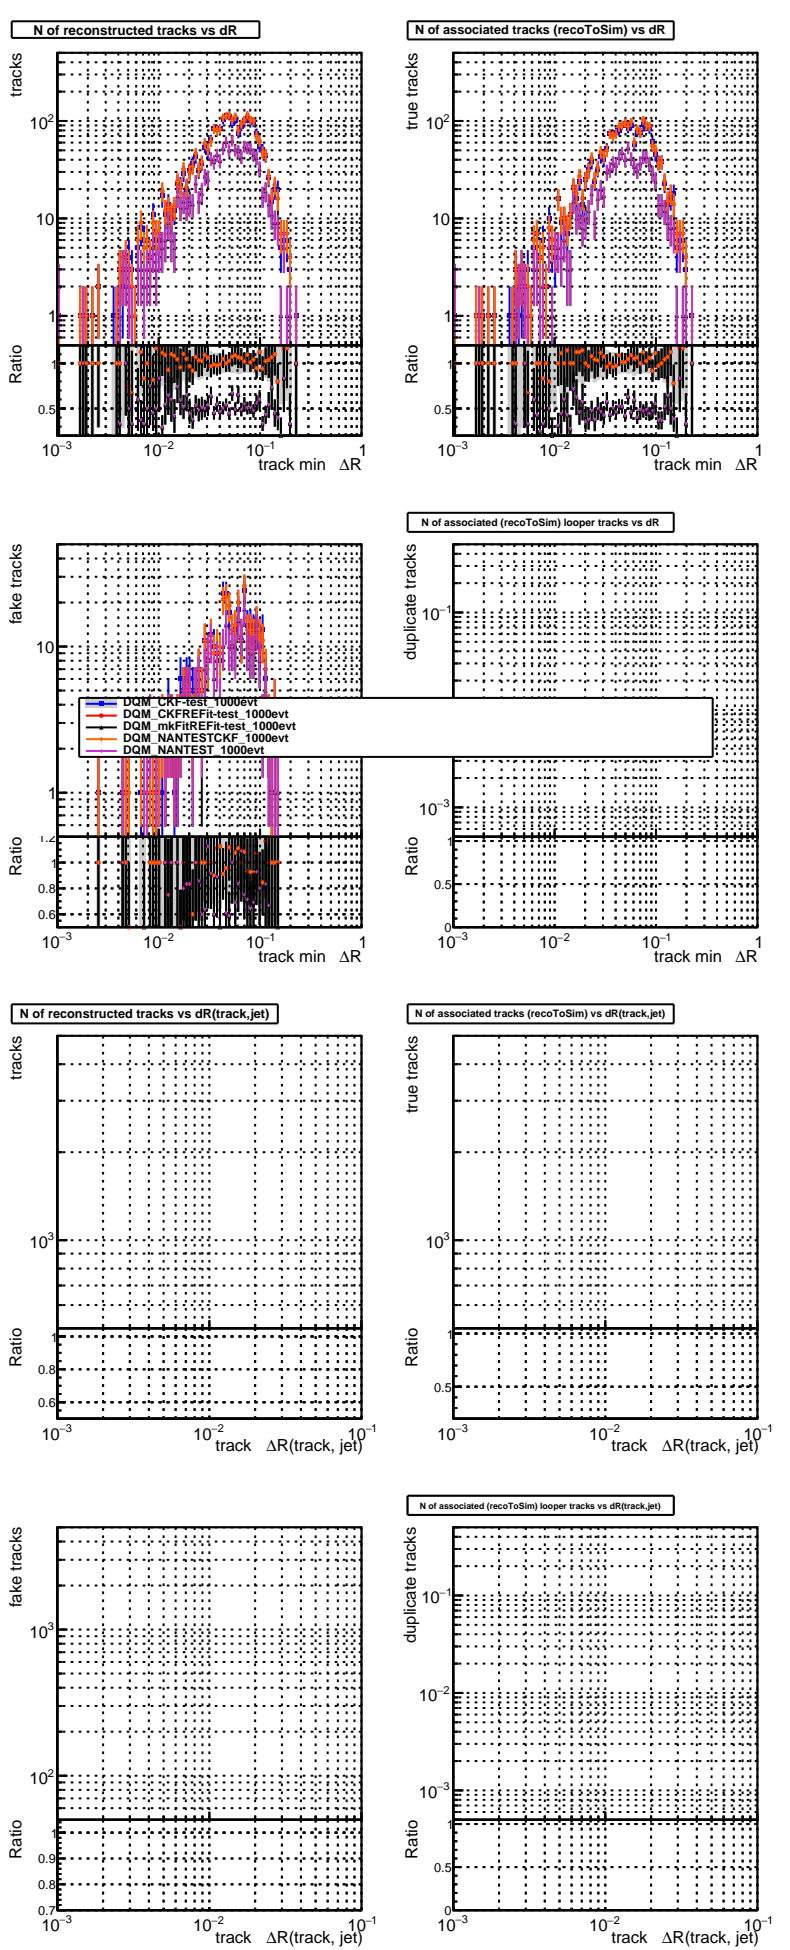 N of reconstructed tracks vs dR
N of associated tracks (recoToSim) vs dR
tracks
10²
10
1
Ratio
1
0.5
10⁻³ 10⁻² 10⁻¹ 1
track min ΔR
true tracks
10²
10
1
Ratio
1
0.5
10⁻³ 10⁻² 10⁻¹ 1
track min ΔR
N of associated (recoToSim) looper tracks vs dR
fake tracks
10
1
Ratio
1.2
1
0.8
0.6
10⁻³ 10⁻² 10⁻¹ 1
track min ΔR
duplicate tracks
10⁻¹
10⁻³
Ratio
1
0.5
0
10⁻³ 10⁻² 10⁻¹ 1
track min ΔR
DQM_CKF-test_1000evt
DQM_CKFREFit-test_1000evt
DQM_mkFitREFit-test_1000evt
DQM_NANTESTCKF_1000evt
DQM_NANTEST_1000evt
N of reconstructed tracks vs dR(track,jet)
N of associated tracks (recoToSim) vs dR(track,jet)
tracks
10³
Ratio
1
0.8
0.6
10⁻³ 10⁻² 10⁻¹
track ΔR(track, jet)
true tracks
10³
Ratio
1
0.5
10⁻³ 10⁻² 10⁻¹
track ΔR(track, jet)
N of associated (recoToSim) looper tracks vs dR(track,jet)
fake tracks
10³
10²
Ratio
1
0.9
0.8
0.7
10⁻³ 10⁻² 10⁻¹
track ΔR(track, jet)
duplicate tracks
10⁻¹
10⁻²
10⁻³
Ratio
1
0.5
0
10⁻³ 10⁻² 10⁻¹
track ΔR(track, jet)